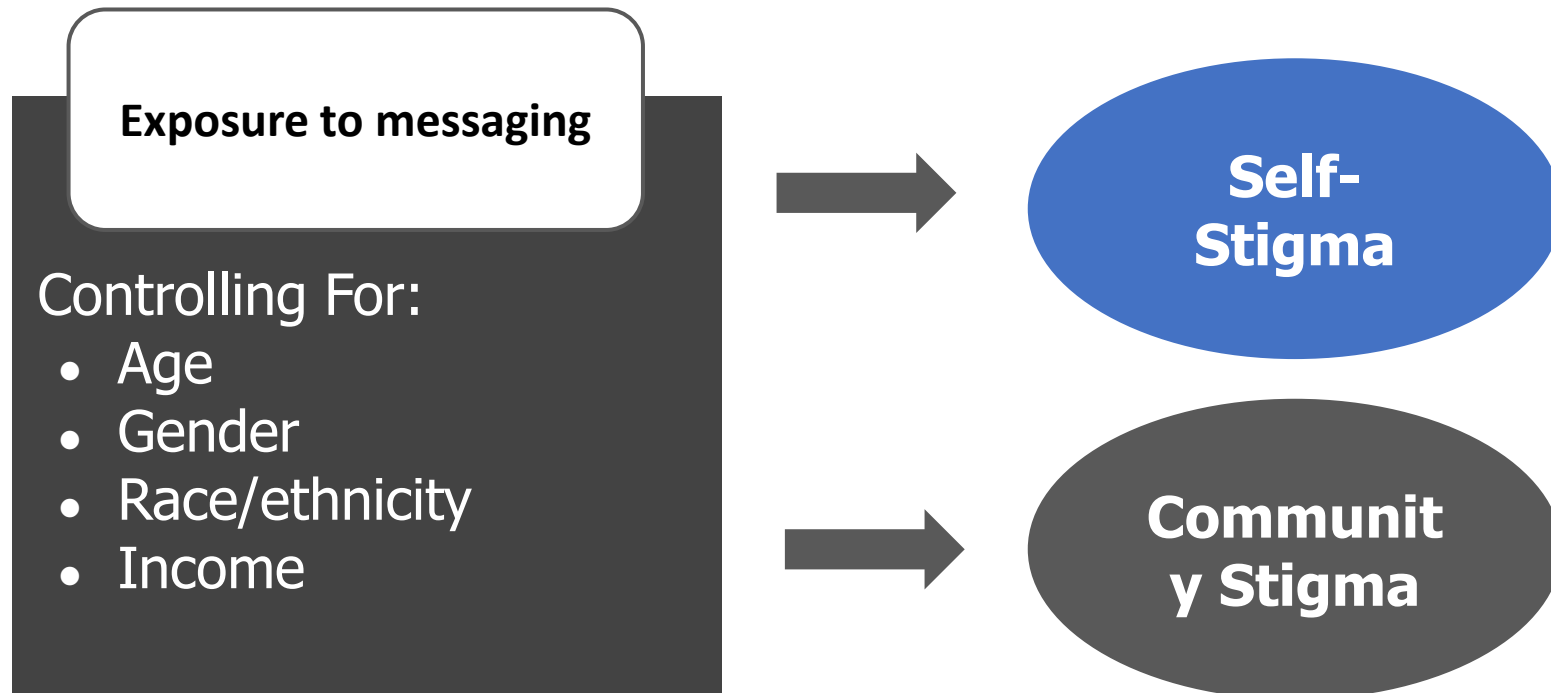 Exposure to messaging
Controlling For:
● Age
● Gender
● Race/ethnicity
● Income
Self-
Stigma
Communit
y Stigma